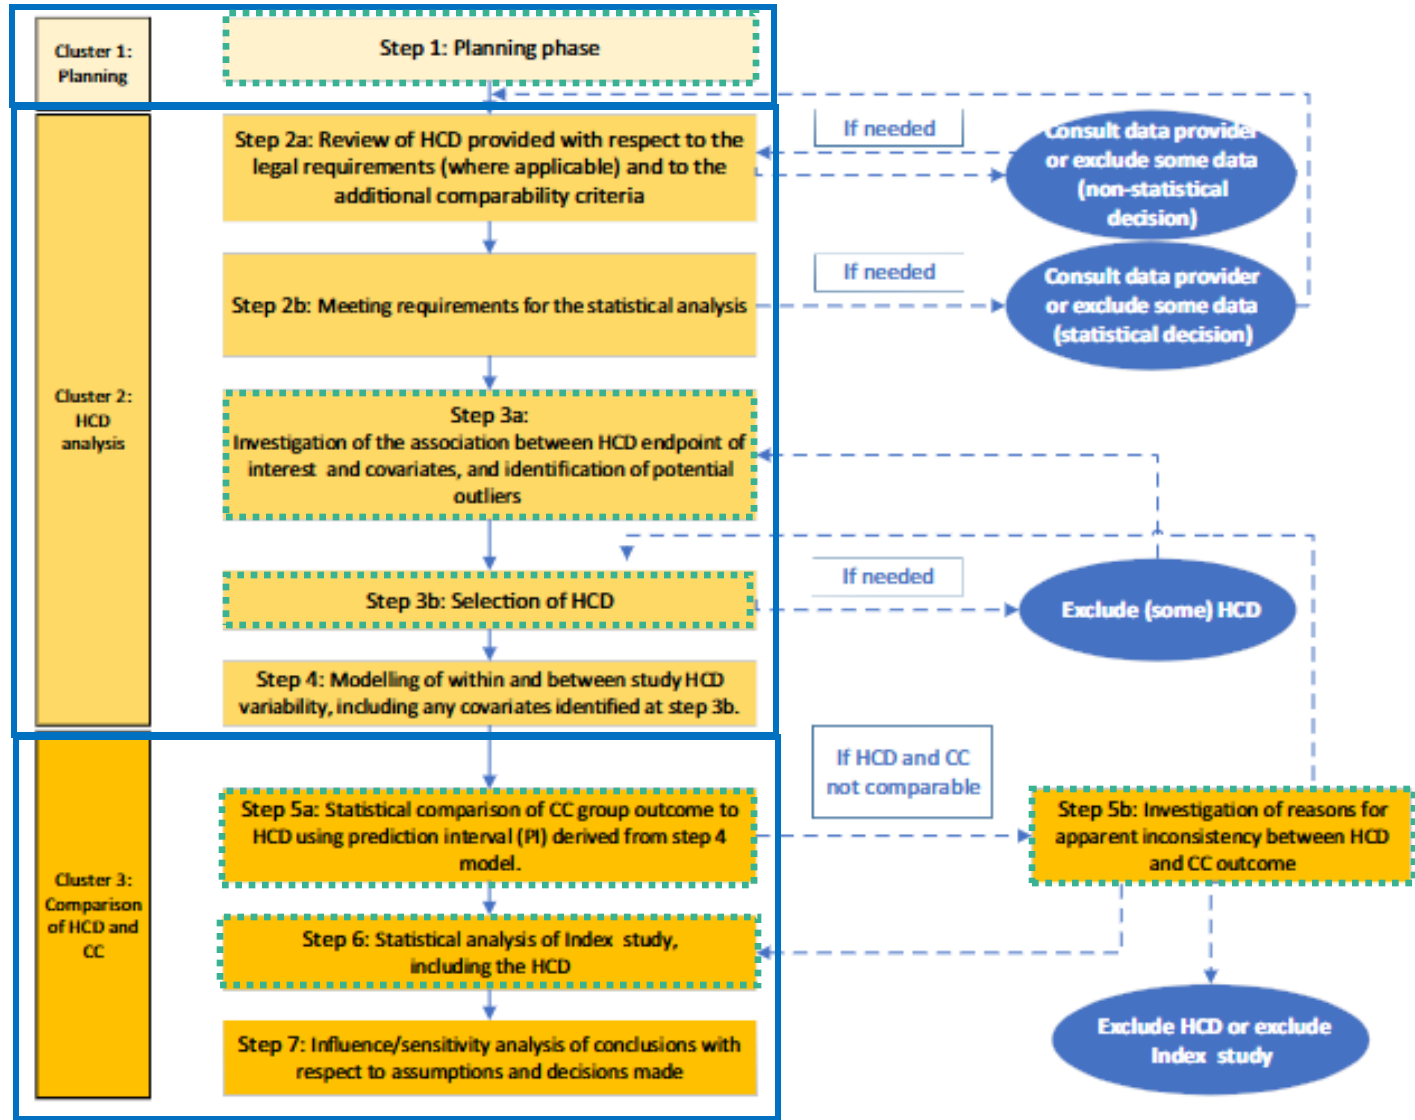 Cluster 1:
Planning
Step 1: Planning phase
Step 2a: Review of HCD provided with respect to the
legal requirements (where applicable) and to the
additional comparability criteria
If needed
Consult data provider
or exclude some data
(non-statistical
decision)
Step 2b: Meeting requirements for the statistical analysis
If needed
Consult data provider
or exclude some data
(statistical decision)
Cluster 2:
HCD
analysis
Step 3a:
Investigation of the association between HCD endpoint of
interest and covariates, and identification of potential
outliers
Step 3b: Selection of HCD
If needed
Exclude (some) HCD
Step 4: Modelling of within and between study HCD
variability, including any covariates identified at step 3b.
Cluster 3:
Comparison
of HCD and
CC
Step 5a: Statistical comparison of CC group outcome to
HCD using prediction interval (PI) derived from step 4
model.
If HCD and CC
not comparable
Step 5b: Investigation of reasons for
apparent inconsistency between HCD
and CC outcome
Step 6: Statistical analysis of Index study,
including the HCD
Exclude HCD or exclude
Index study
Step 7: Influence/sensitivity analysis of conclusions with
respect to assumptions and decisions made